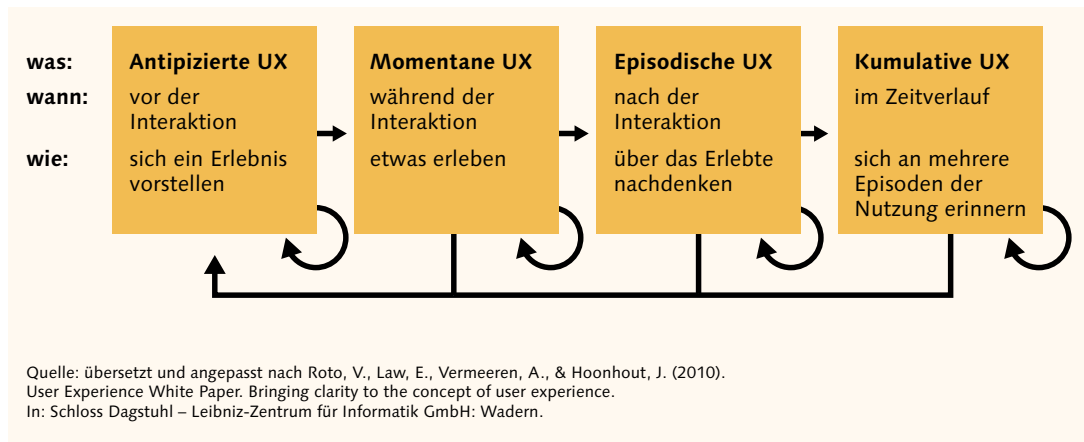 was: Antipizierte UX Momentane UX Episodische UX Kumulative UX
wann: vor der während der nach der im Zeitverlauf
Interaktion Interaktion Interaktion
wie: sich ein Erlebnis etwas erleben über das Erlebte sich an mehrere
vorstellen nachdenken Episoden der
Nutzung erinnern
Quelle: übersetzt und angepasst nach Roto, V., Law, E., Vermeeren, A., & Hoonhout, J. (2010).
User Experience White Paper. Bringing clarity to the concept of user experience.
In: Schloss Dagstuhl – Leibniz-Zentrum für Informatik GmbH: Wadern.